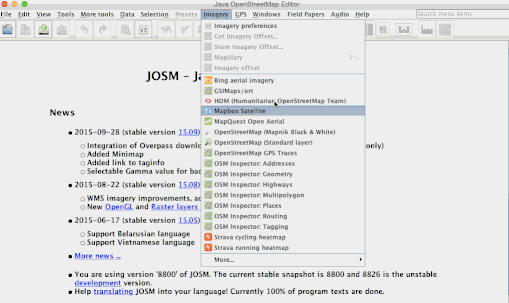 Java OpenStreetMap Editor
File Edit View Tools More tools Data Selection Presets Imagery GPS Windows Field Papers Audio Help Search menu items
Imagery preferences
Get Imagery Offset...
Store Imagery Offset...
Mapillary
Imagery offset
Bing aerial imagery
GSIMaps/ort
HDM (Humanitarian OpenStreetMap Team)
Mapbox Satellite
MapQuest Open Aerial
OpenStreetMap (Mapnik Black & White)
OpenStreetMap (Standard layer)
OpenStreetMap GPS Traces
OSM Inspector: Addresses
OSM Inspector: Geometry
OSM Inspector: Highways
OSM Inspector: Multipolygon
OSM Inspector: Places
OSM Inspector: Routing
OSM Inspector: Tagging
Strava cycling heatmap
Strava running heatmap
More...
JOSM - J
News
2015-09-28 (stable version 15.09)
Integration of Overpass downlo
only)
Added Minimap
Added link to taginfo
Selectable Gamma value for ba
2015-08-22 (stable version 15.08)
WMS imagery improvements, a
New OpenGL and Raster layers
2015-06-17 (stable version 15.05)
Support Belarusian language
Support Vietnamese language
More news ...
You are using version '8800' of JOSM. The current stable snapshot is 8800 and 8826 is the unstable
development version.
Help translating JOSM into your language! Currently 100% of program texts are done.